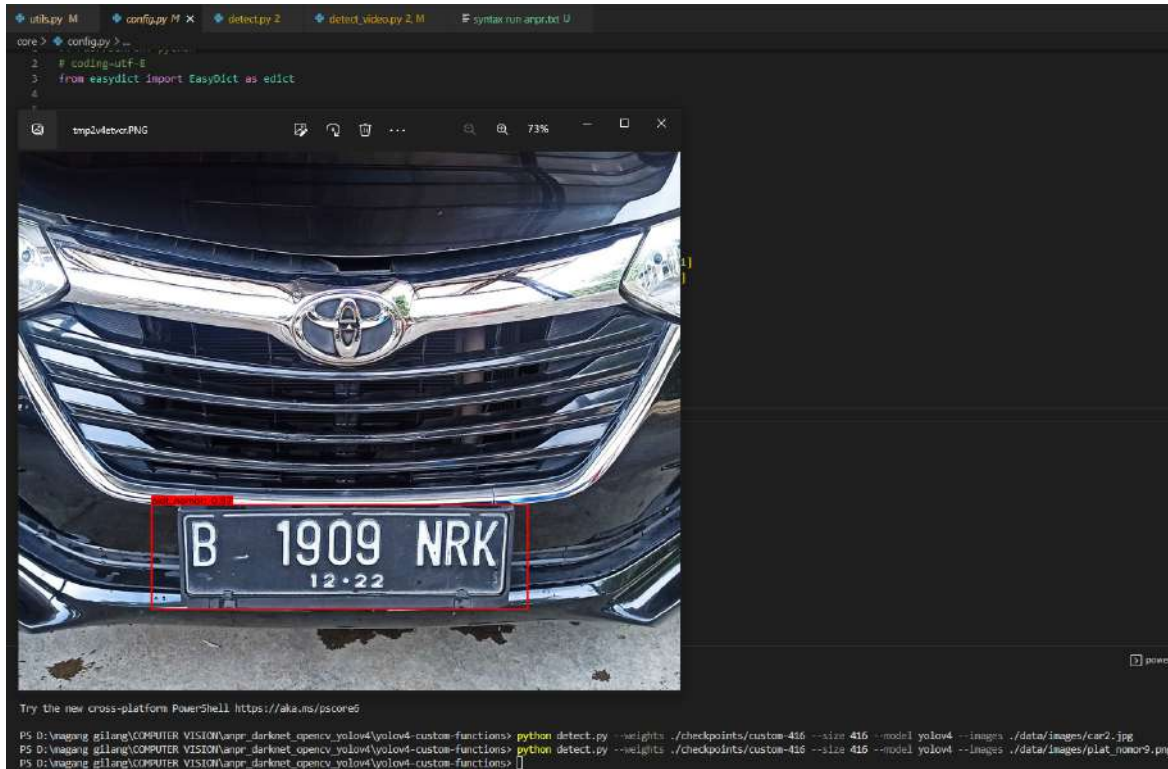 utils.py M
config.py M
detect.py 2
detect_video.py 2, M
syntax run anpr.txt U
core > config.py > ...
2 # coding=utf-8
3 from easydict import EasyDict as edict
4
tmp2v4etvcr.PNG
73%
B 1909 NRK
12·22
Try the new cross-platform PowerShell https://aka.ms/pscore6
PS D:\magang gilang\COMPUTER VISION\anpr_darknet_opencv_yolov4\yolov4-custom-functions> python detect.py --weights ./checkpoints/custom-416 --size 416 --model yolov4 --images ./data/images/car2.jpg
PS D:\magang gilang\COMPUTER VISION\anpr_darknet_opencv_yolov4\yolov4-custom-functions> python detect.py --weights ./checkpoints/custom-416 --size 416 --model yolov4 --images ./data/images/plat_nomor9.png
PS D:\magang gilang\COMPUTER VISION\anpr_darknet_opencv_yolov4\yolov4-custom-functions>